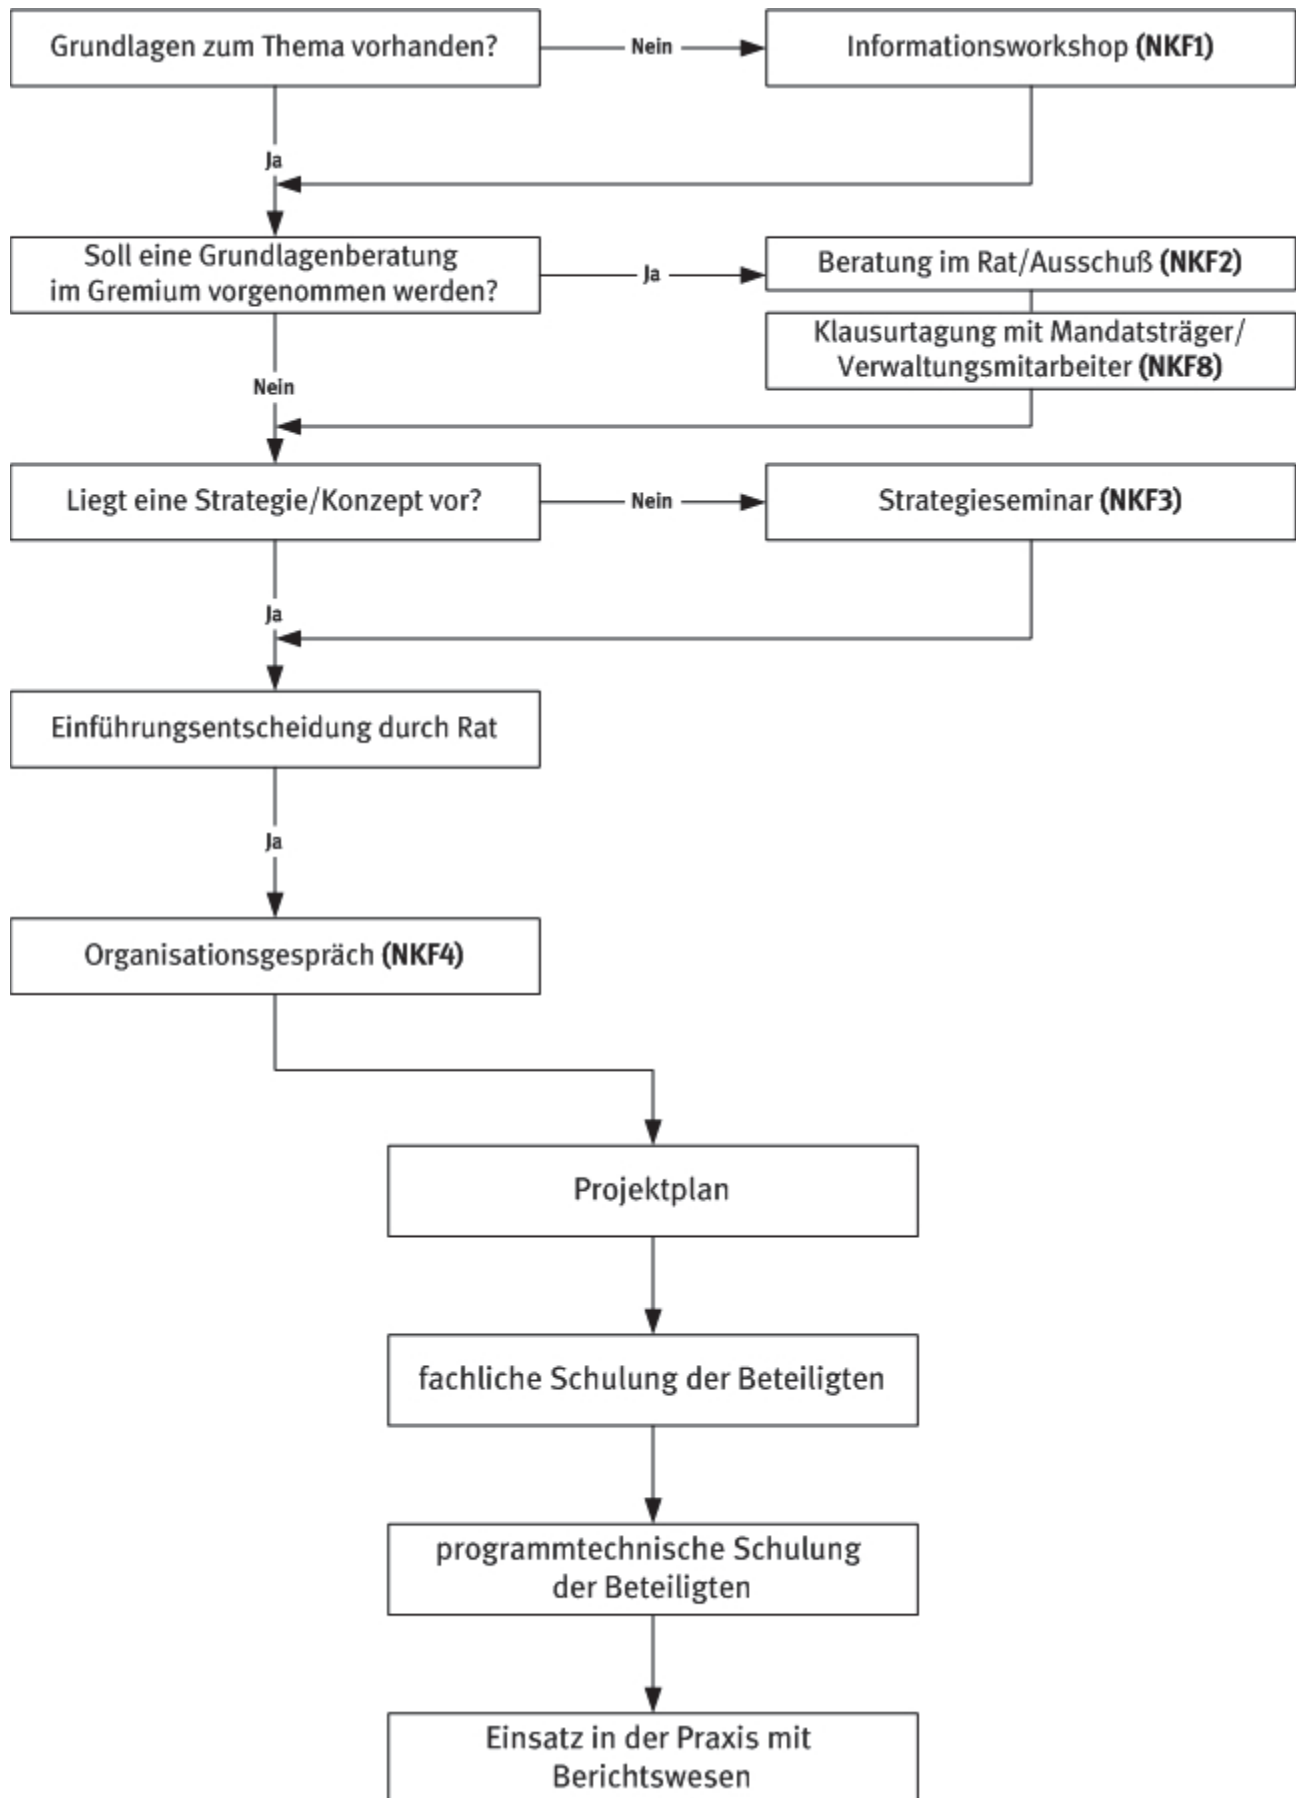 Grundlagen zum Thema vorhanden?
Nein
Informationsworkshop (NKF1)
Ja
Soll eine Grundlagenberatung
im Gremium vorgenommen werden?
Ja
Beratung im Rat/Ausschuß (NKF2)
Klausurtagung mit Mandatsträger/
Verwaltungsmitarbeiter (NKF8)
Nein
Liegt eine Strategie/Konzept vor?
Nein
Strategieseminar (NKF3)
Ja
Einführungsentscheidung durch Rat
Ja
Organisationsgespräch (NKF4)
Projektplan
fachliche Schulung der Beteiligten
programmtechnische Schulung
der Beteiligten
Einsatz in der Praxis mit
Berichtswesen